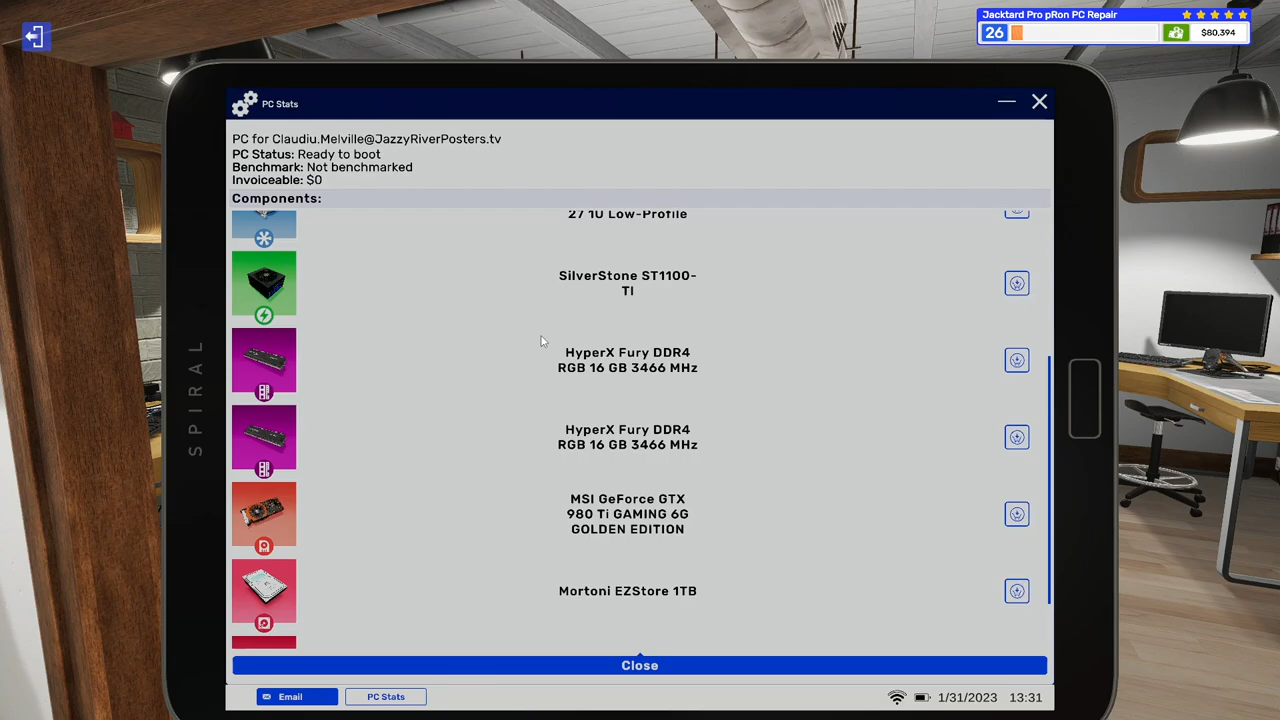 Jacktard Pro pRon PC Repair
26
$80,394
PC Stats
PC for Claudiu.Melville@JazzyRiverPosters.tv
PC Status: Ready to boot
Benchmark: Not benchmarked
Invoiceable: $0
Components:
27 1U Low-Profile
SilverStone ST1100-
TI
HyperX Fury DDR4
RGB 16 GB 3466 MHz
HyperX Fury DDR4
RGB 16 GB 3466 MHz
MSI GeForce GTX
980 Ti GAMING 6G
GOLDEN EDITION
Mortoni EZStore 1TB
Close
Email
PC Stats
1/31/2023
13:31
SPIRAL